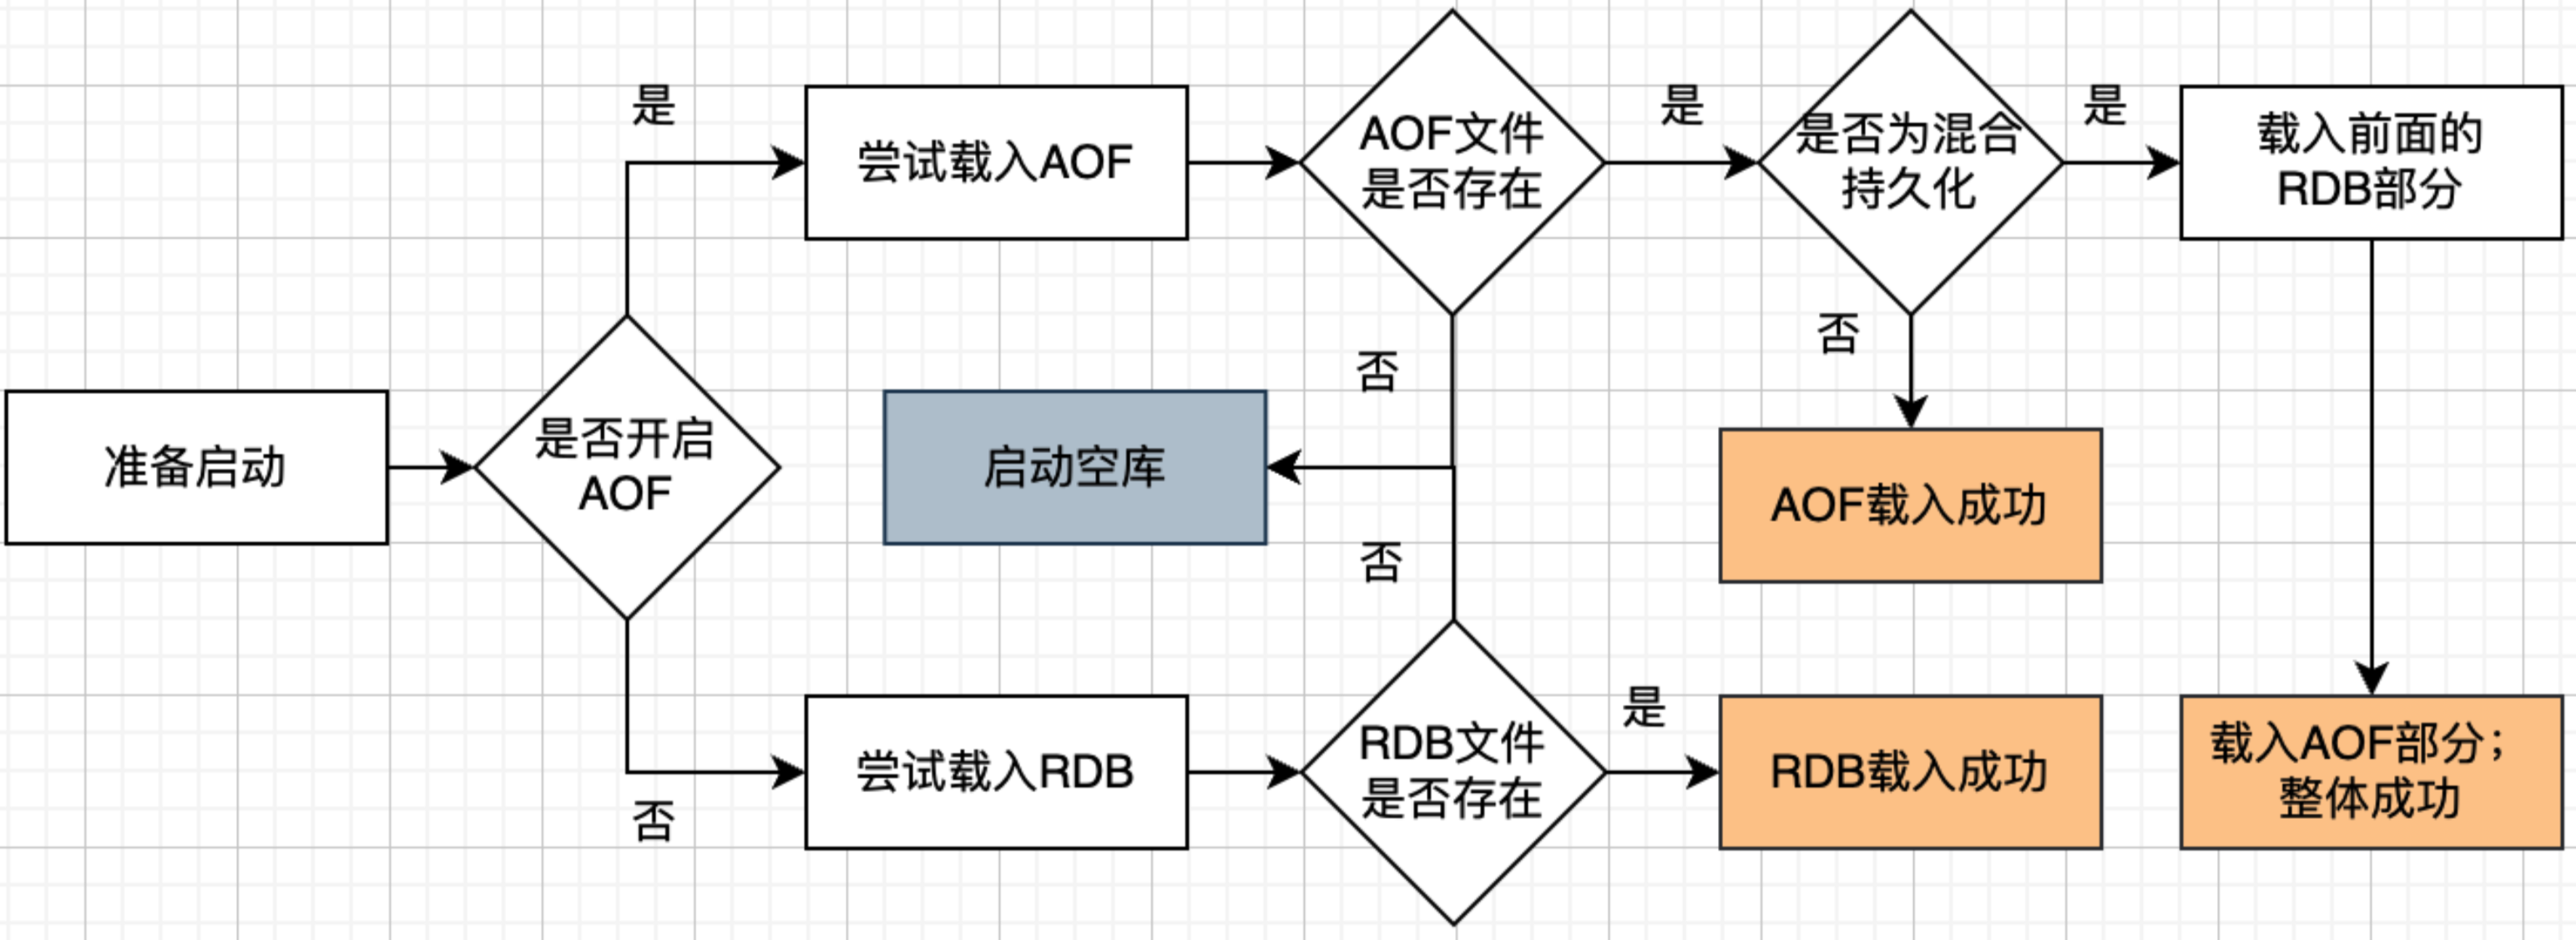 是
尝试载入AOF
AOF文件
是否存在
是
是否为混合
持久化
是
载入前面的
RDB部分
准备启动
是否开启
AOF
启动空库
否
否
否
AOF载入成功
否
尝试载入RDB
RDB文件
是否存在
是
RDB载入成功
载入AOF部分；
整体成功